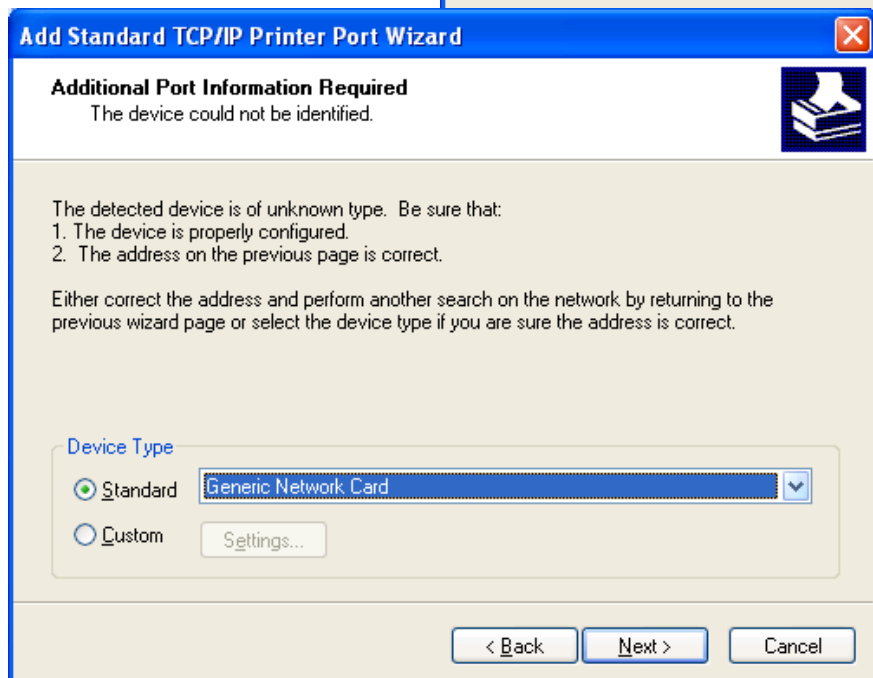 Add Standard TCP/IP Printer Port Wizard
Additional Port Information Required
The device could not be identified.
The detected device is of unknown type.  Be sure that:
1. The device is properly configured.
2.  The address on the previous page is correct.
Either correct the address and perform another search on the network by returning to the
previous wizard page or select the device type if you are sure the address is correct.
Device Type
Standard
Generic Network Card
Custom
Settings...
< Back
Next >
Cancel